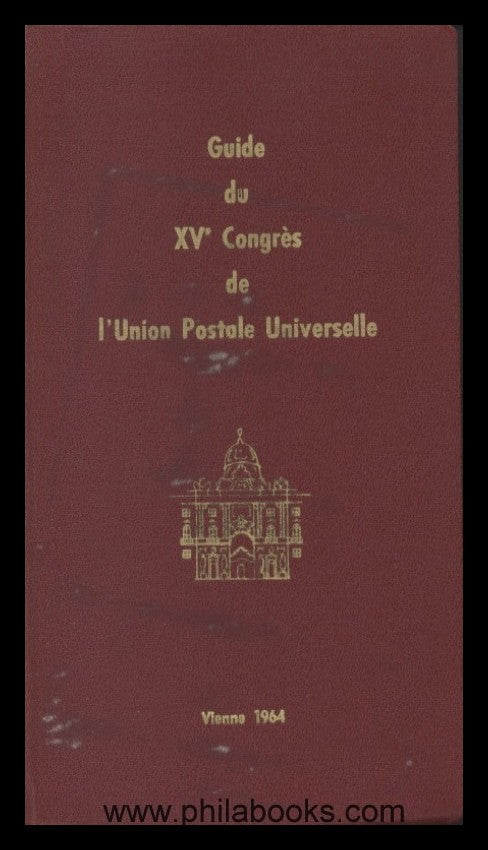 Guide
du
XVe Congrès
de
l'Union Postale Universelle
Vienne 1964
www.philabooks.com